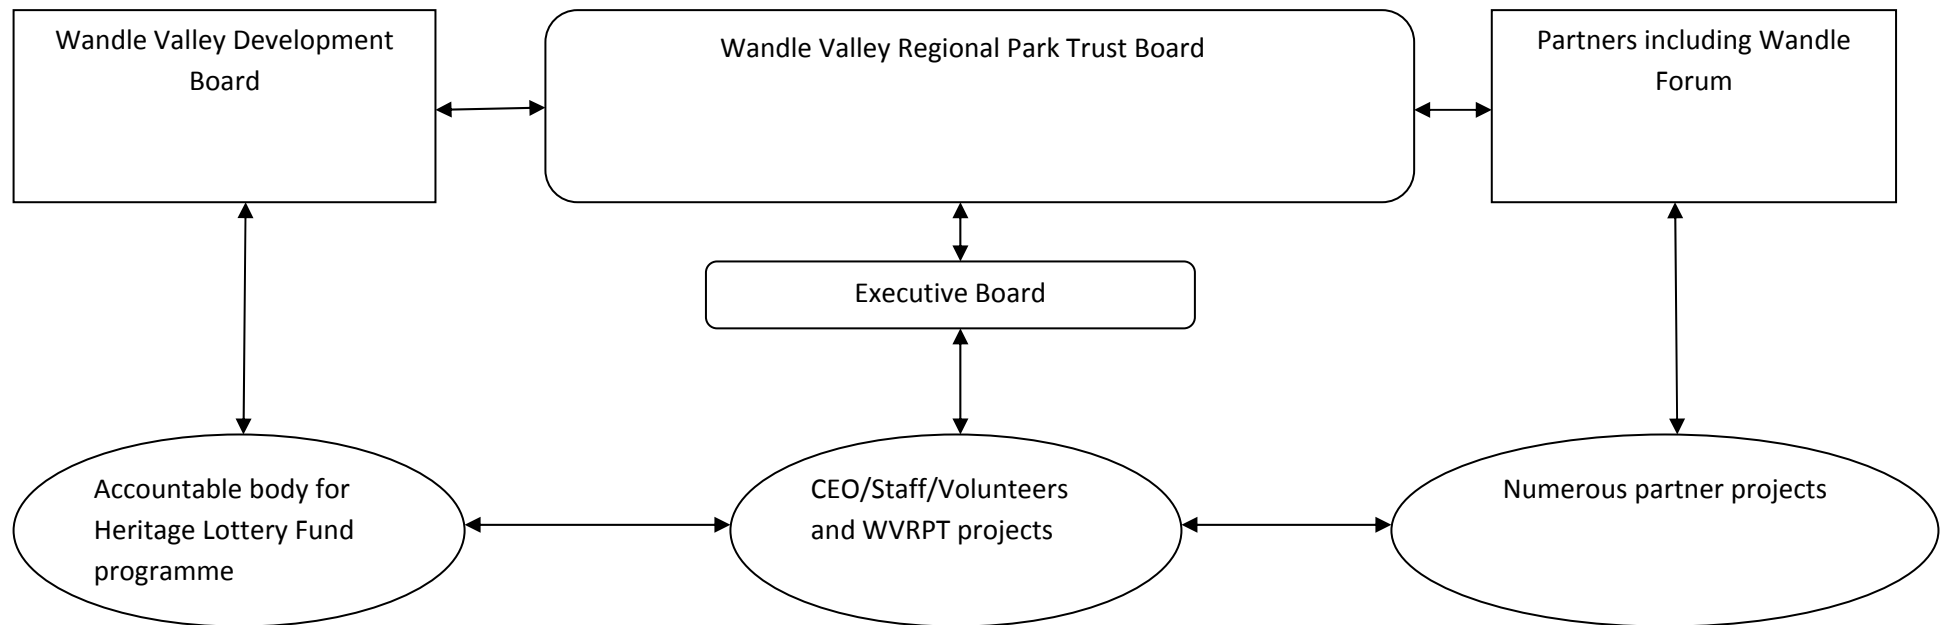 Wandle Valley Development
Board
Wandle Valley Regional Park Trust Board
Partners including Wandle
Forum
Executive Board
Accountable body for
Heritage Lottery Fund
programme
CEO/Staff/Volunteers
and WVRPT projects
Numerous partner projects